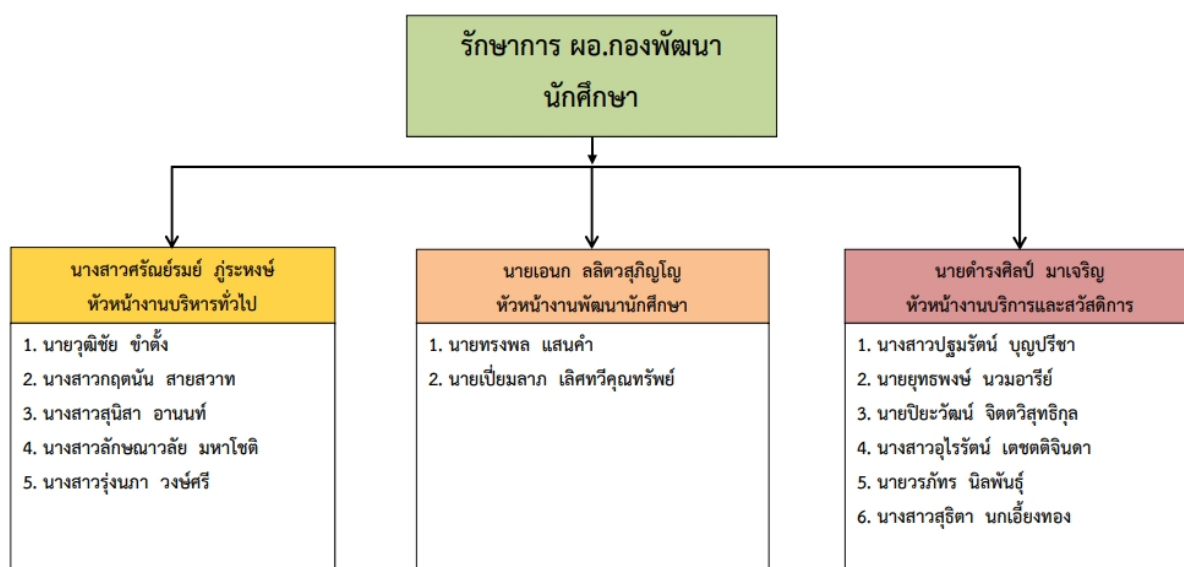 รักษาการ ผอ.กองพัฒนา
นักศึกษา
นางสาวศรัณย์รมย์ ภู่ระหงษ์
หัวหน้างานบริหารทั่วไป
1. นายวุฒิชัย ขำตั้ง
2. นางสาวกฤตนัน สายสวาท
3. นางสาวสุนิสา อานนท์
4. นางสาวลักษณาวลัย มหาโชติ
5. นางสาวรุ่งนภา วงษ์ศรี
นายเอนก ลลิตวสุภิญโญ
หัวหน้างานพัฒนานักศึกษา
1. นายทรงพล แสนคำ
2. นายเปี่ยมลาภ เลิศทวีคุณทรัพย์
นายดำรงศิลป์ มาเจริญ
หัวหน้างานบริการและสวัสดิการ
1. นางสาวปฐมรัตน์ บุญปรีชา
2. นายยุทธพงษ์ นวมอารีย์
3. นายปิยะวัฒน์ จิตตวิสุทธิกุล
4. นางสาวอุไรรัตน์ เตชตติจินดา
5. นายวรภัทร นิลพันธุ์
6. นางสาวสุธิตา นกเอี้ยงทอง